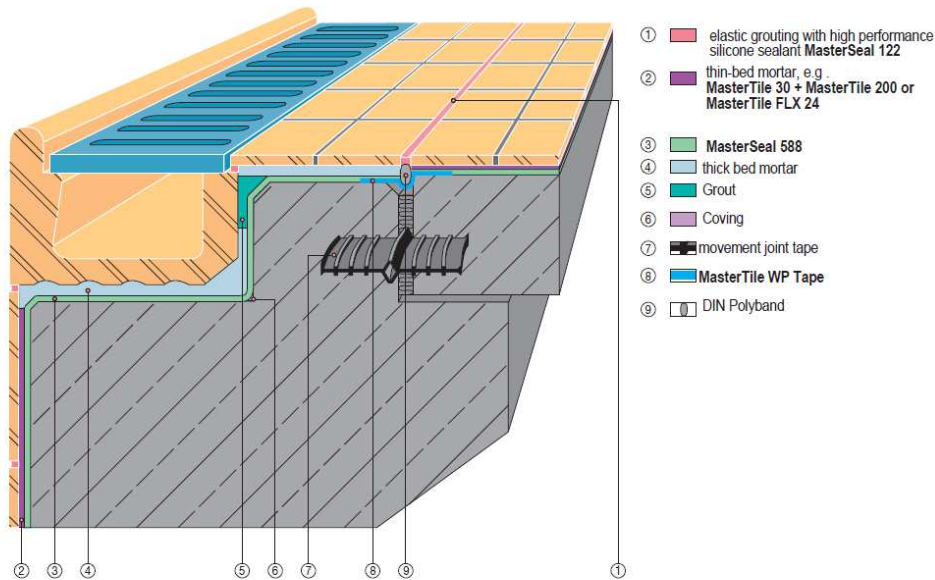 ① elastic grouting with high performance
silicone sealant MasterSeal 122
② thin-bed mortar, e.g .
MasterTile 30 + MasterTile 200 or
MasterTile FLX 24
③ MasterSeal 588
④ thick bed mortar
⑤ Grout
⑥ Coving
⑦ movement joint tape
⑧ MasterTile WP Tape
⑨ DIN Polyband
② ③ ④ ⑤ ⑥ ⑦ ⑧ ⑨ ①